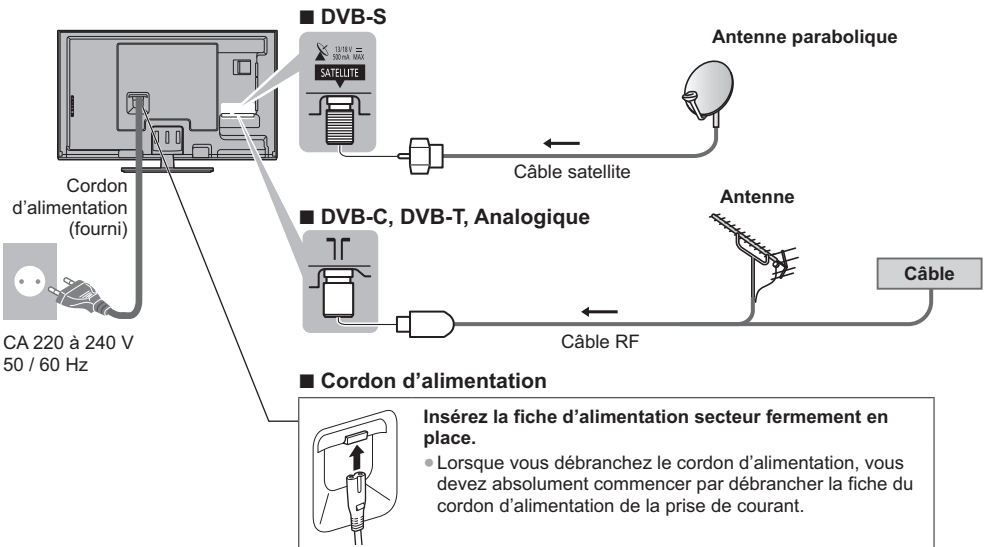 ■ DVB-S
13/18 V
500 mA MAX
SATELLITE
Antenne parabolique
Câble satellite
Cordon
d’alimentation
(fourni)
CA 220 à 240 V
50 / 60 Hz
■ DVB-C, DVB-T, Analogique
Antenne
Câble
Câble RF
■ Cordon d’alimentation
Insérez la fiche d’alimentation secteur fermement en
place.
● Lorsque vous débranchez le cordon d’alimentation, vous
devez absolument commencer par débrancher la fiche du
cordon d’alimentation de la prise de courant.